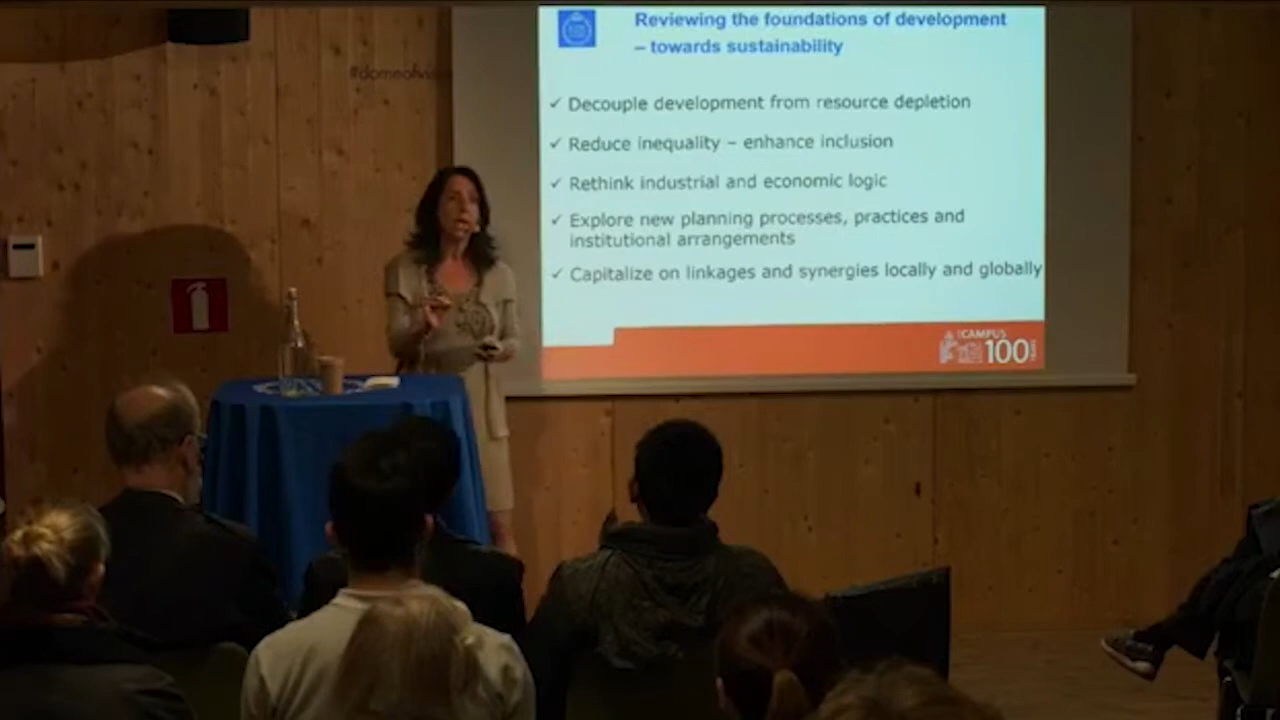 Reviewing the foundations of development
– towards sustainability
#domeofvi
✓ Decouple development from resource depletion
✓ Reduce inequality – enhance inclusion
✓ Rethink industrial and economic logic
✓ Explore new planning processes, practices and
institutional arrangements
✓ Capitalize on linkages and synergies locally and globally
CAMPUS
100